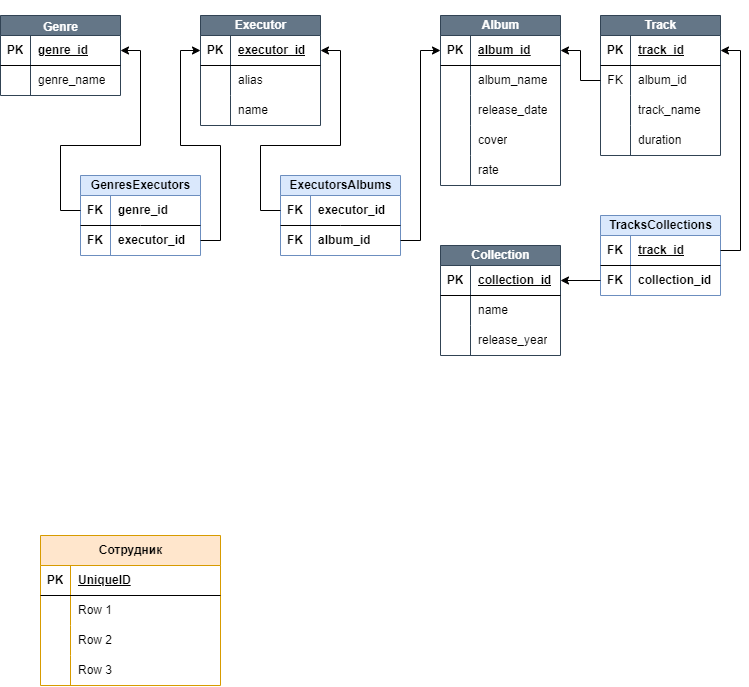 Genre
PK genre_id
genre_name
Executor
PK executor_id
alias
name
Album
PK album_id
album_name
release_date
cover
rate
Track
PK track_id
FK album_id
track_name
duration
GenresExecutors
FK genre_id
FK executor_id
ExecutorsAlbums
FK executor_id
FK album_id
TracksCollections
FK track_id
FK collection_id
Collection
PK collection_id
name
release_year
Сотрудник
PK UniqueID
Row 1
Row 2
Row 3